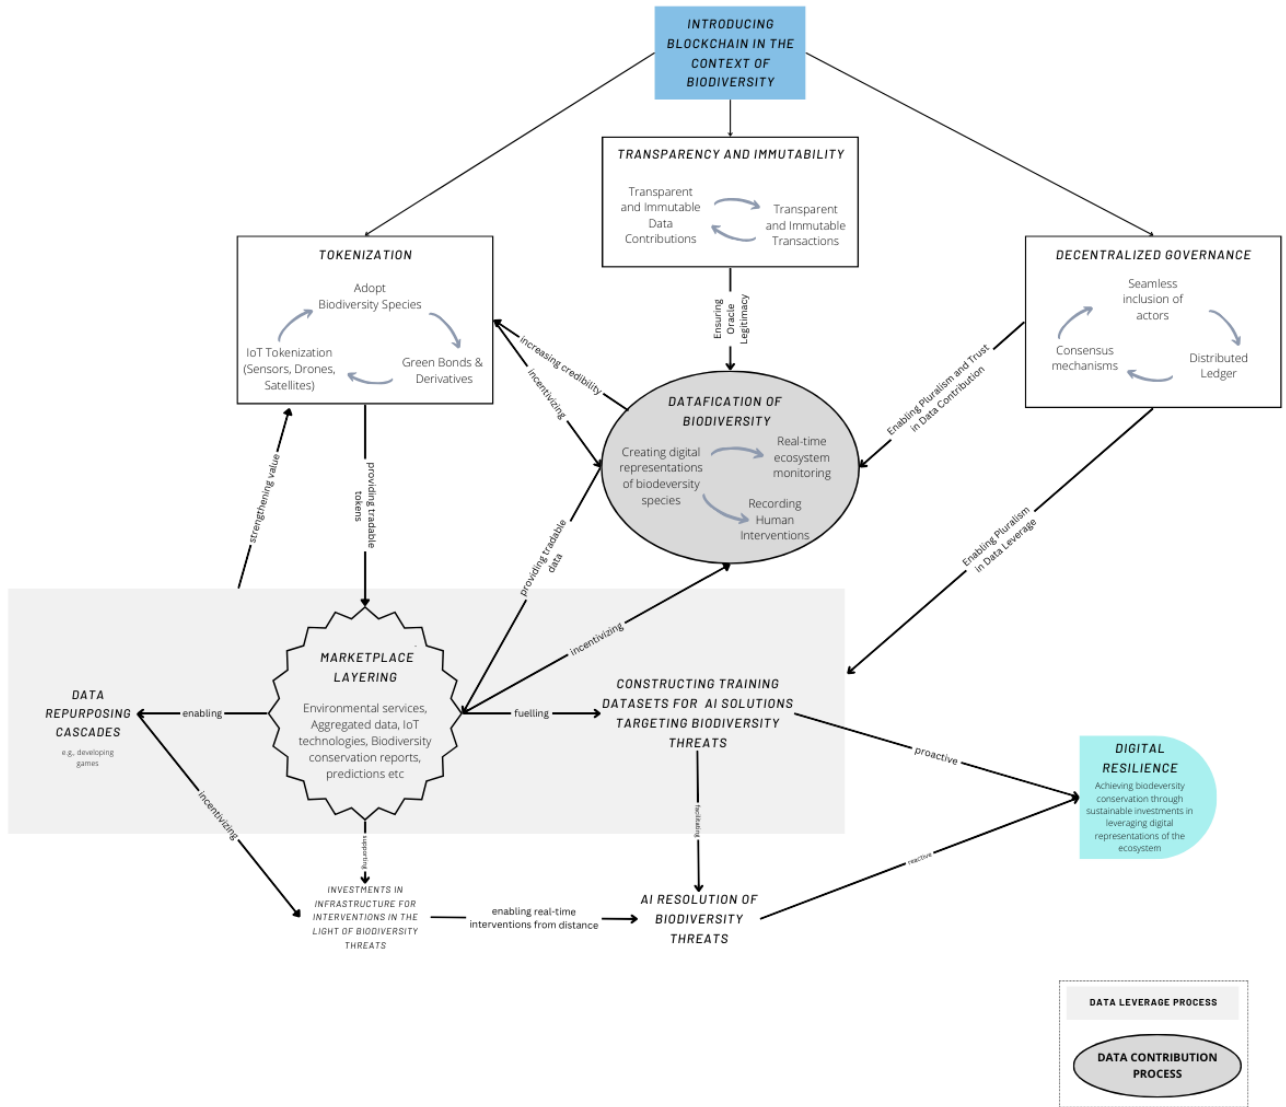 INTRODUCING
BLOCKCHAIN IN THE
CONTEXT OF
BIODIVERSITY
TRANSPARENCY AND IMMUTABILITY
Transparent
and Immutable
Data
Contributions
Transparent
and Immutable
Transactions
TOKENIZATION
Adopt
Biodiversity Species
IoT Tokenization
(Sensors, Drones,
Satellites)
Green Bonds &
Derivatives
DECENTRALIZED GOVERNANCE
Seamless
inclusion of
actors
Consensus
mechanisms
Distributed
Ledger
Ensuring
Oracle
Legitimacy
increasing credibility
incentivizing
Enabling Pluralism and Trust
in Data Contribution
DATAFICATION OF
BIODIVERSITY
Creating digital
representations
of biodeversity
species
Real-time
ecosystem
monitoring
Recording
Human
Interventions
strengthening value
providing tradable
tokens
providing tradable
data
incentivizing
Enabling Pluralism
in Data Leverage
MARKETPLACE
LAYERING
Environmental services,
Aggregated data, IoT
technologies, Biodiversity
conservation reports,
predictions etc
DATA
REPURPOSING
CASCADES
e.g., developing
games
enabling
fuelling
CONSTRUCTING TRAINING
DATASETS FOR AI SOLUTIONS
TARGETING BIODIVERSITY
THREATS
proactive
DIGITAL
RESILIENCE
Achieving biodeversity
conservation through
sustainable investments in
leveraging digital
representations of the
ecosystem
incentivizing
supporting
facilitating
reactive
INVESTMENTS IN
INFRASTRUCTURE FOR
INTERVENTIONS IN THE
LIGHT OF BIODIVERSITY
THREATS
enabling real-time
interventions from distance
AI RESOLUTION OF
BIODIVERSITY
THREATS
DATA LEVERAGE PROCESS
DATA CONTRIBUTION
PROCESS